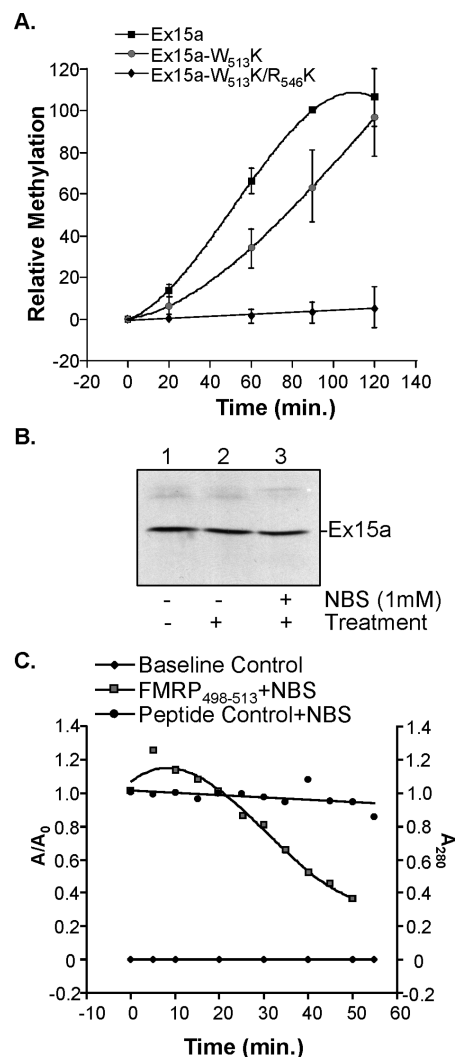 A.
Ex15a
Ex15a-W513K
Ex15a-W513K/R546K
120
100
80
60
40
20
0
-20
Relative Methylation
-20 0 20 40 60 80 100 120 140
Time (min.)
B.
1 2 3
Ex15a
- - + NBS (1mM)
- + + Treatment
C.
Baseline Control
FMRP498-513+NBS
Peptide Control+NBS
1.4 1.4
1.2 1.2
1.0 1.0
0.8 0.8
0.6 0.6
0.4 0.4
0.2 0.2
0 0
-0.2 -0.2
A/A0
A280
-10 0 10 20 30 40 50 60
Time (min.)